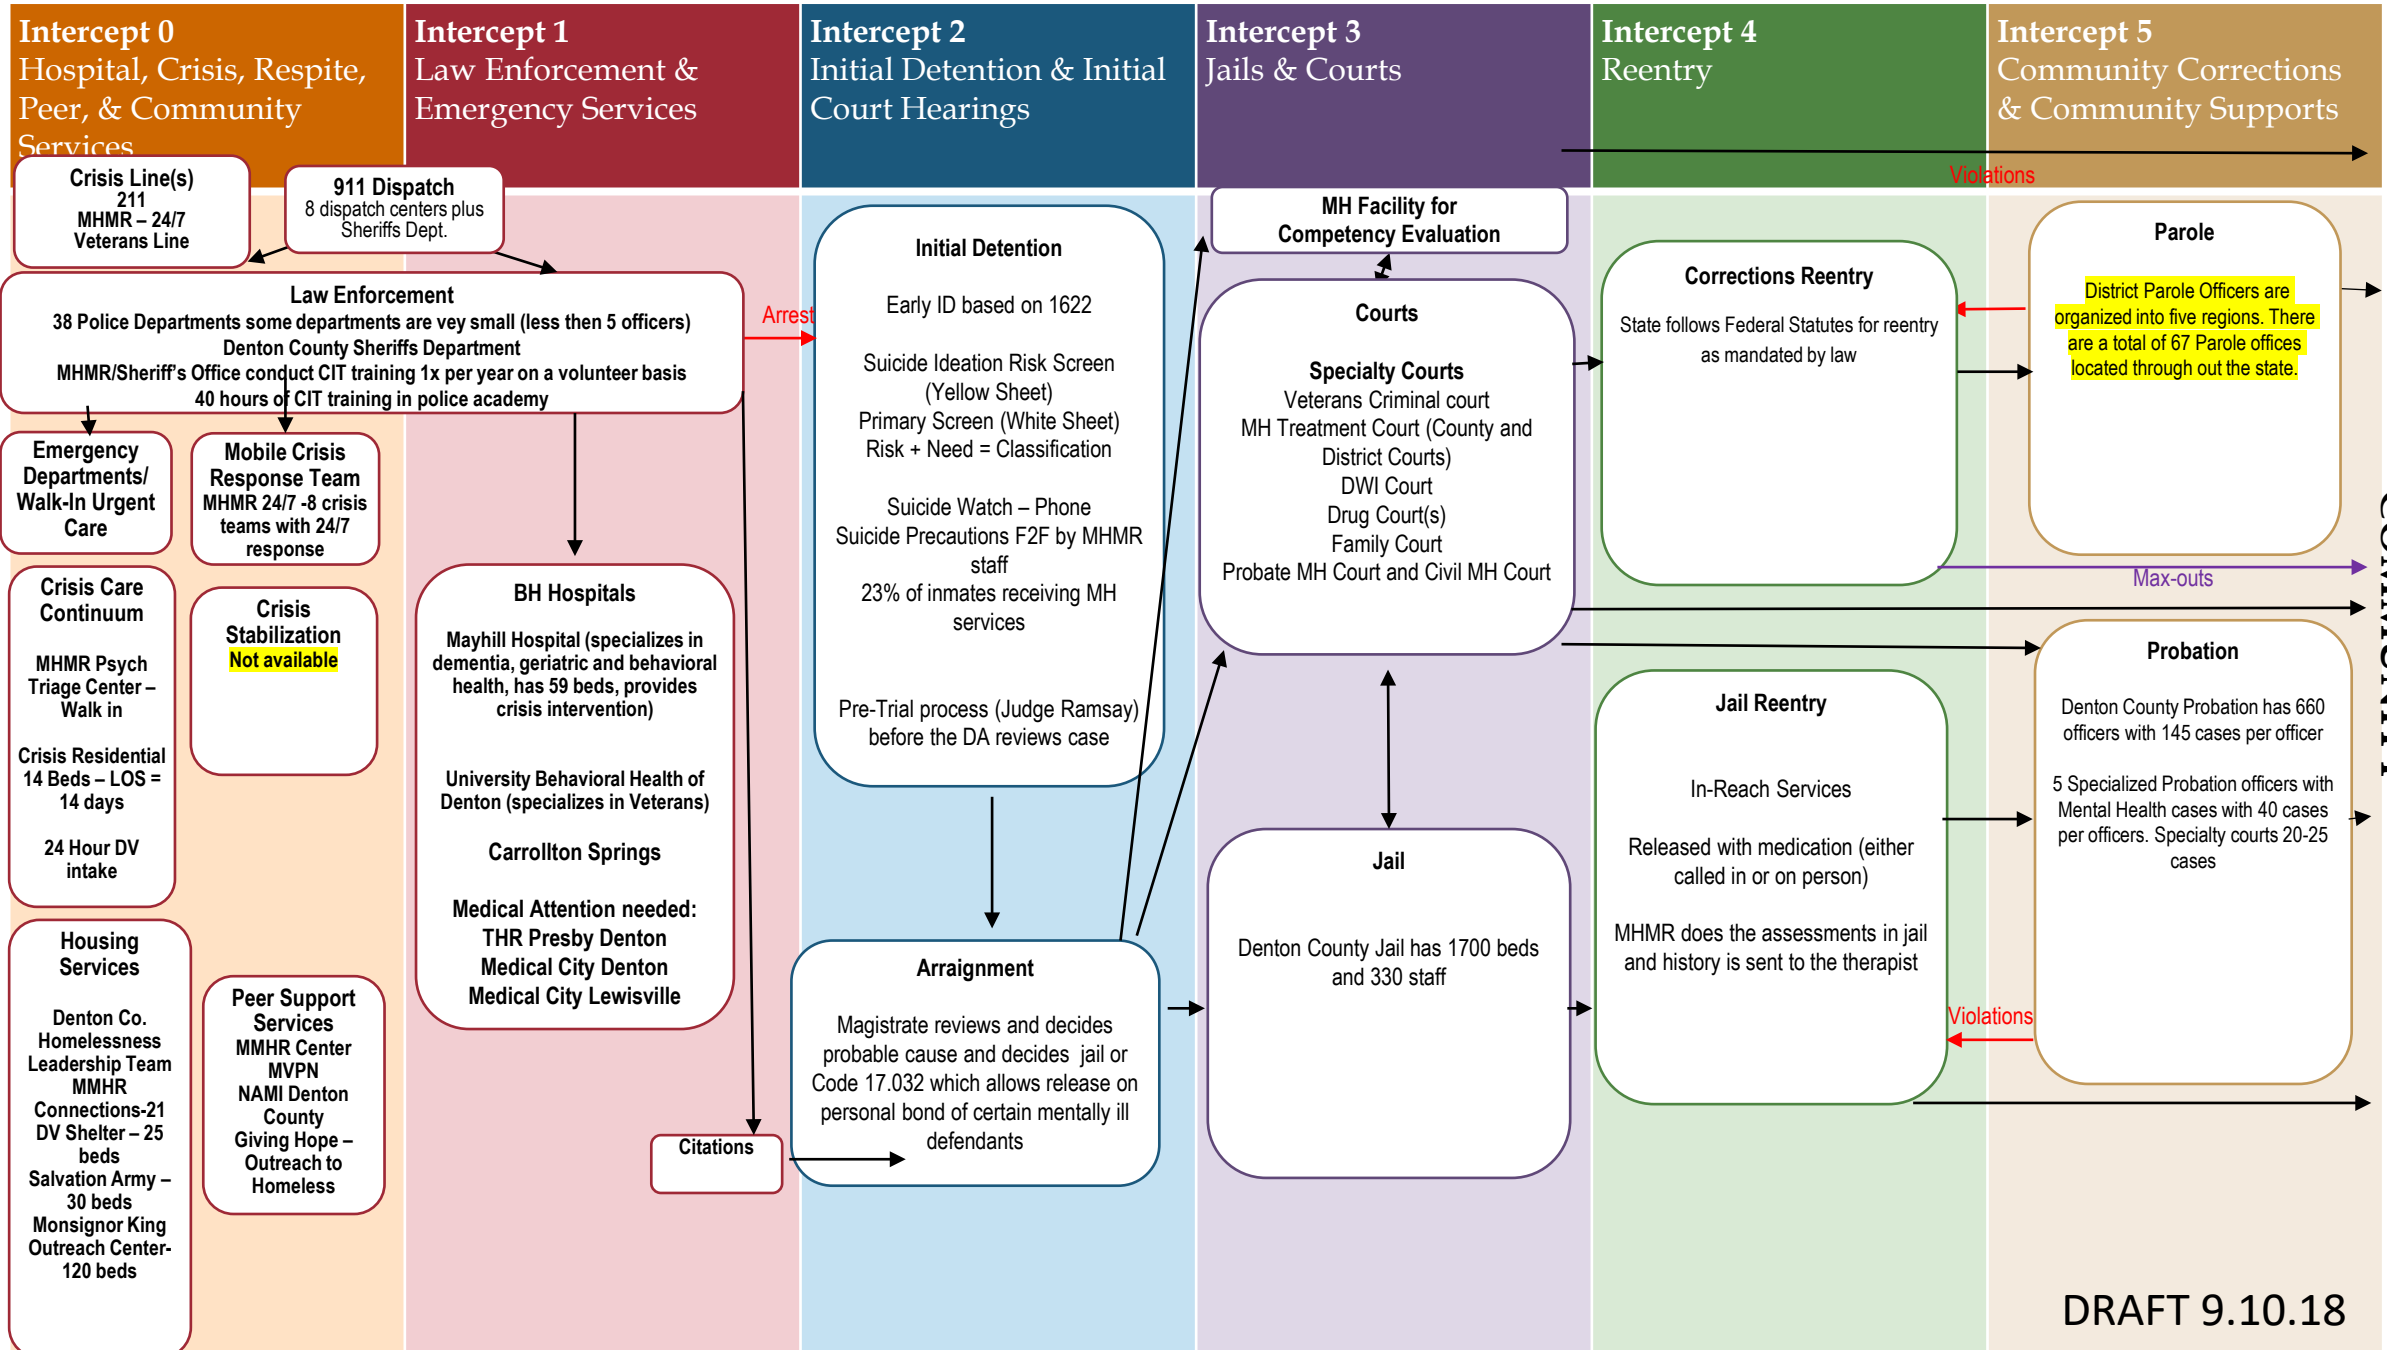 Intercept 0
Hospital, Crisis, Respite,
Peer, & Community
Services
Intercept 1
Law Enforcement &
Emergency Services
Intercept 2
Initial Detention & Initial
Court Hearings
Intercept 3
Jails & Courts
Intercept 4
Reentry
Intercept 5
Community Corrections
& Community Supports
Violations
Crisis Line(s)
211
MHMR – 24/7
Veterans Line
911 Dispatch
8 dispatch centers plus
Sheriffs Dept.
Law Enforcement
38 Police Departments some departments are vey small (less then 5 officers)
Denton County Sheriffs Department
MHMR/Sheriff's Office conduct CIT training 1x per year on a volunteer basis
40 hours of CIT training in police academy
Arrest
Emergency
Departments/
Walk-In Urgent
Care
Mobile Crisis
Response Team
MHMR 24/7 -8 crisis
teams with 24/7
response
Crisis Care
Continuum
MHMR Psych
Triage Center –
Walk in
Crisis Residential
14 Beds – LOS =
14 days
24 Hour DV
intake
Crisis
Stabilization
Not available
Housing
Services
Denton Co.
Homelessness
Leadership Team
MMHR
Connections-21
DV Shelter – 25
beds
Salvation Army –
30 beds
Monsignor King
Outreach Center-
120 beds
Peer Support
Services
MMHR Center
MVPN
NAMI Denton
County
Giving Hope –
Outreach to
Homeless
BH Hospitals
Mayhill Hospital (specializes in
dementia, geriatric and behavioral
health, has 59 beds, provides
crisis intervention)
University Behavioral Health of
Denton (specializes in Veterans)
Carrollton Springs
Medical Attention needed:
THR Presby Denton
Medical City Denton
Medical City Lewisville
Citations
Initial Detention
Early ID based on 1622
Suicide Ideation Risk Screen
(Yellow Sheet)
Primary Screen (White Sheet)
Risk + Need = Classification
Suicide Watch – Phone
Suicide Precautions F2F by MHMR
staff
23% of inmates receiving MH
services
Pre-Trial process (Judge Ramsay)
before the DA reviews case
Arraignment
Magistrate reviews and decides
probable cause and decides jail or
Code 17.032 which allows release on
personal bond of certain mentally ill
defendants
MH Facility for
Competency Evaluation
Courts
Specialty Courts
Veterans Criminal court
MH Treatment Court (County and
District Courts)
DWI Court
Drug Court(s)
Family Court
Probate MH Court and Civil MH Court
Jail
Denton County Jail has 1700 beds
and 330 staff
Corrections Reentry
State follows Federal Statutes for reentry
as mandated by law
Jail Reentry
In-Reach Services
Released with medication (either
called in or on person)
MHMR does the assessments in jail
and history is sent to the therapist
Parole
District Parole Officers are
organized into five regions. There
are a total of 67 Parole offices
located through out the state.
Max-outs
Probation
Denton County Probation has 660
officers with 145 cases per officer
5 Specialized Probation officers with
Mental Health cases with 40 cases
per officers. Specialty courts 20-25
cases
Violations
COMMUNITY
DRAFT 9.10.18